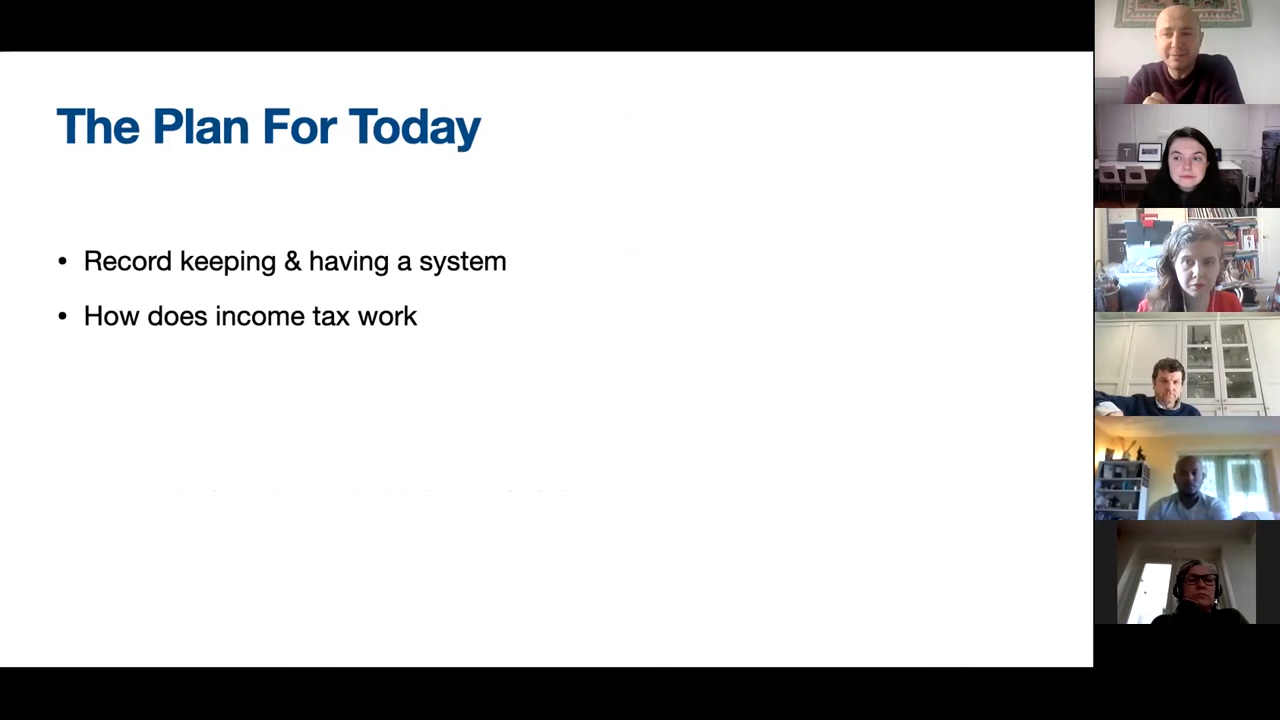 The Plan For Today
• Record keeping & having a system
• How does income tax work